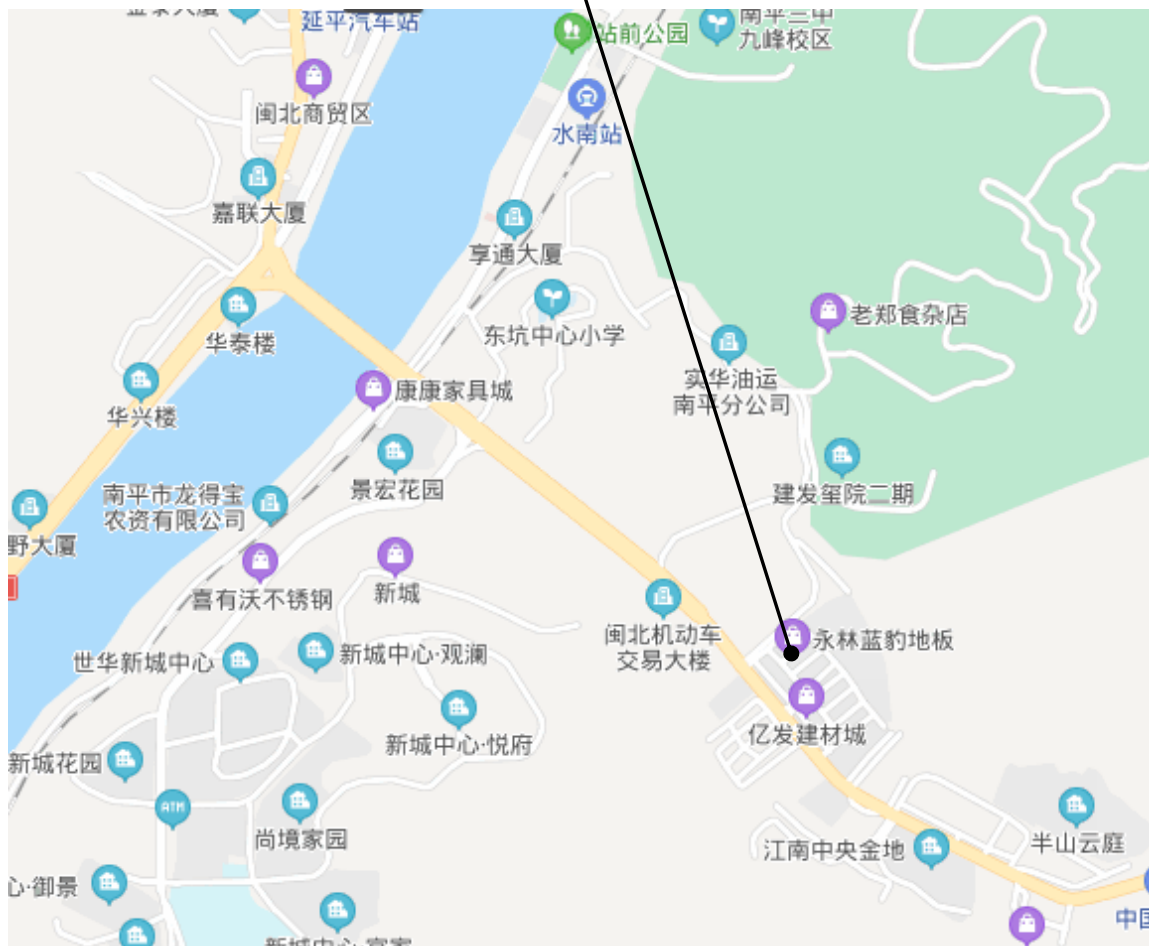 延平汽车站
站前公园
南平三中
九峰校区
闽北商贸区
水南站
嘉联大厦
享通大厦
华泰楼
东坑中心小学
老郑食杂店
康康家具城
实华油运
南平分公司
华兴楼
南平市龙得宝
农资有限公司
景宏花园
建发玺院二期
野大厦
喜有沃不锈钢
新城
闽北机动车
交易大楼
永林蓝豹地板
世华新城中心
新城中心·观澜
亿发建材城
新城中心·悦府
新城花园
ATM
尚境家园
江南中央金地
半山云庭
心·御景
中国